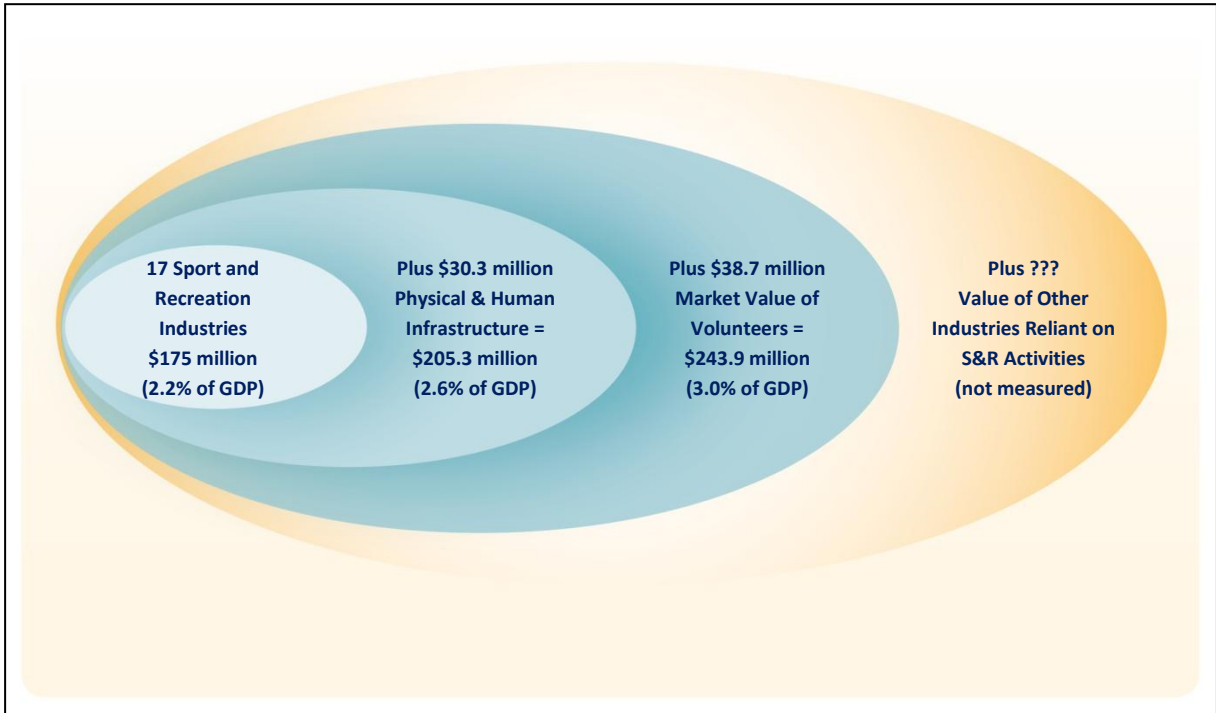 17 Sport and
Recreation
Industries
$175 million
(2.2% of GDP)
Plus $30.3 million
Physical & Human
Infrastructure =
$205.3 million
(2.6% of GDP)
Plus $38.7 million
Market Value of
Volunteers =
$243.9 million
(3.0% of GDP)
Plus ???
Value of Other
Industries Reliant on
S&R Activities
(not measured)